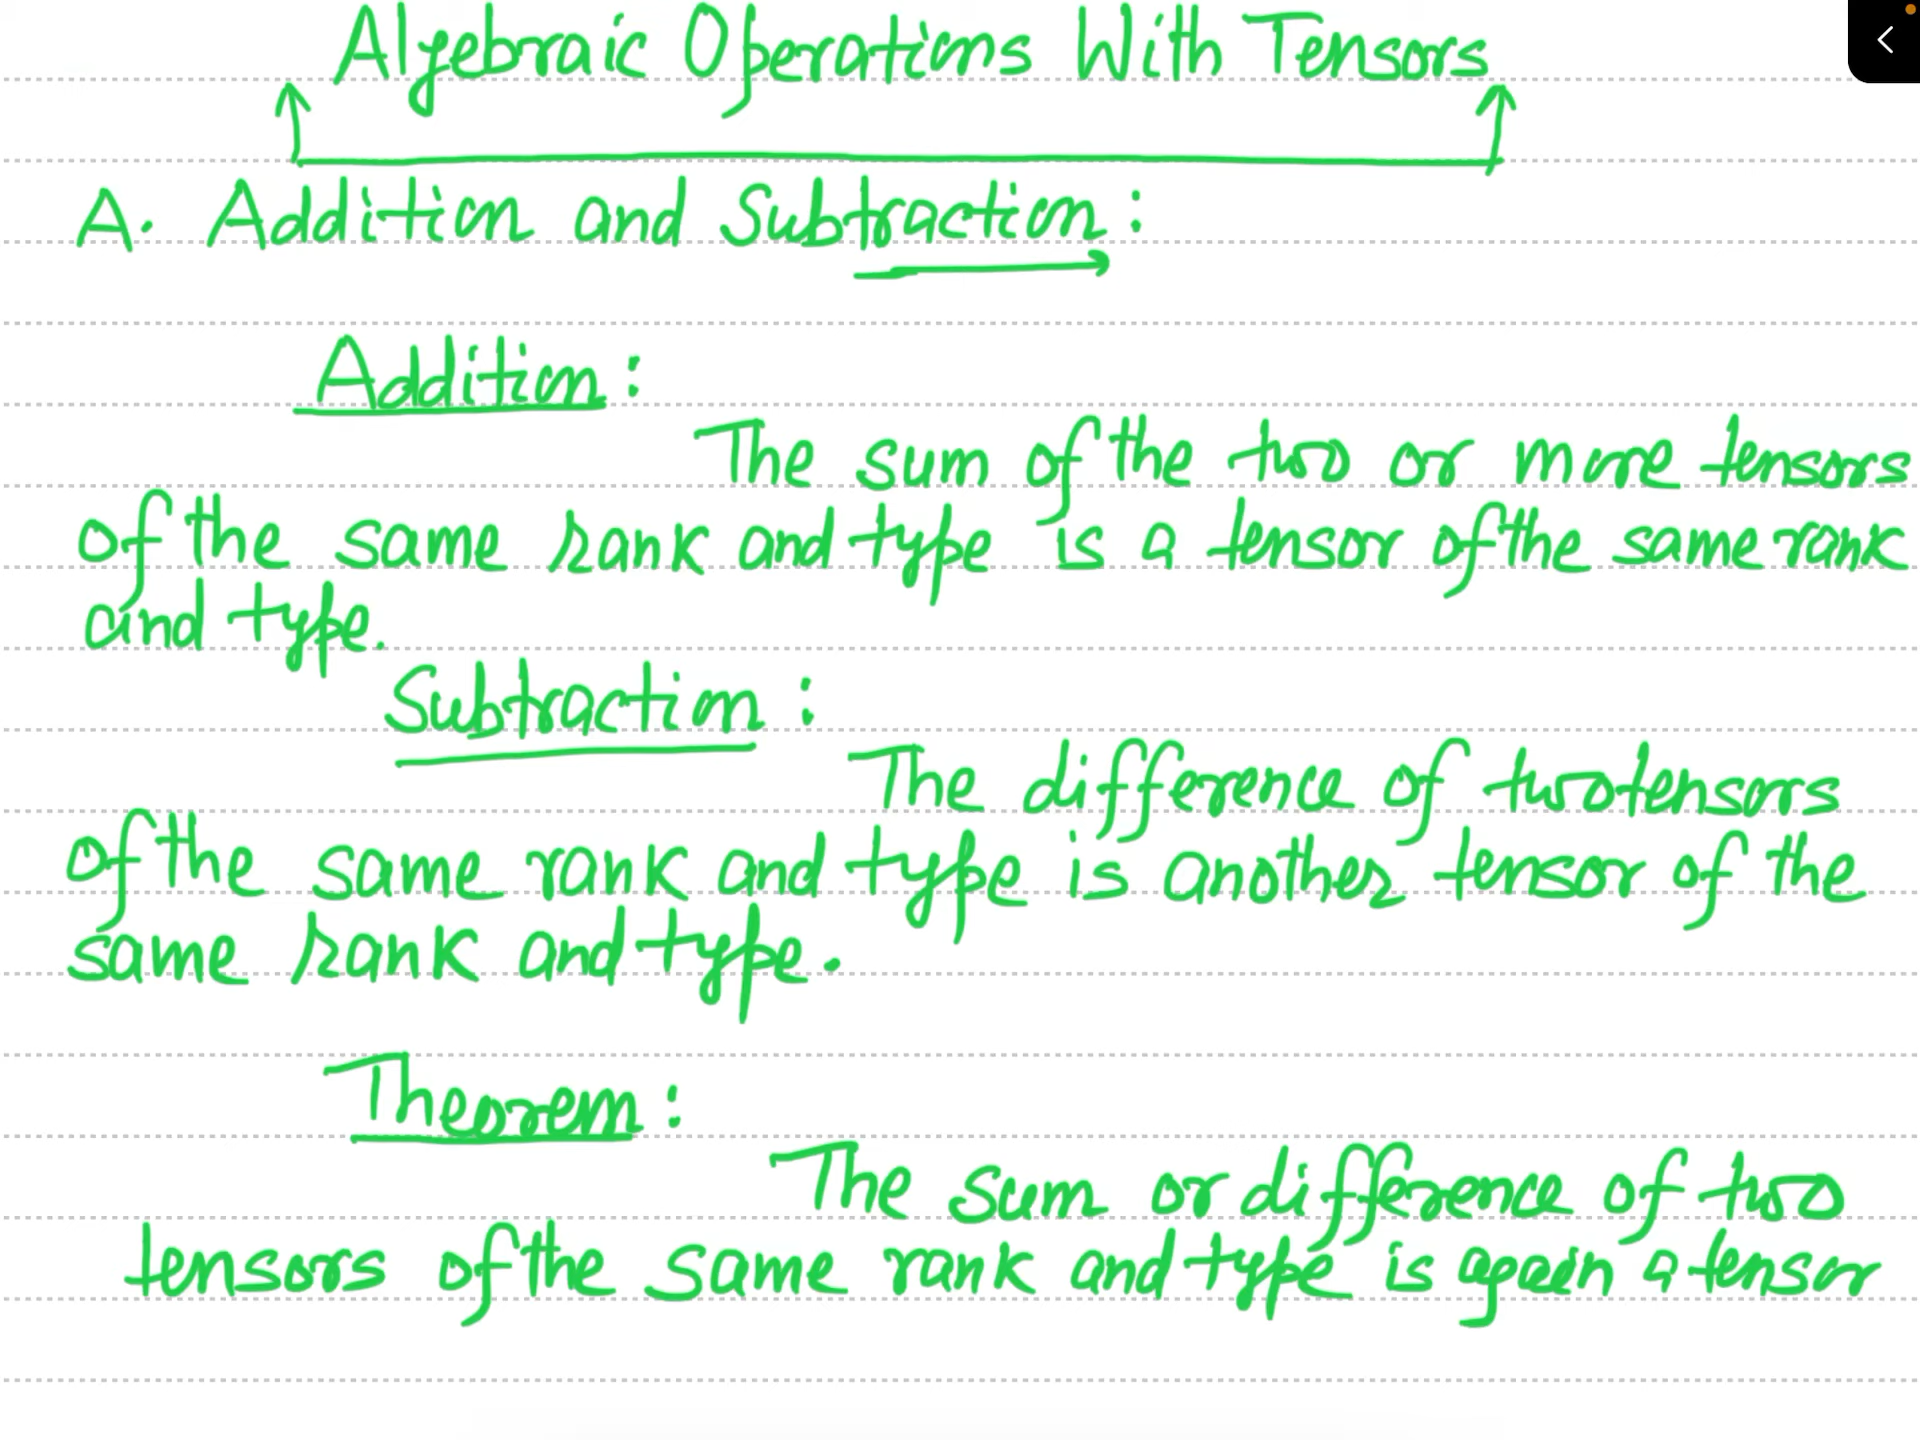 Algebraic Operations With Tensors
A. Addition and Subtraction:
Addition:
The sum of the two or more tensors
of the same rank and type is a tensor of the same rank
and type.
Subtraction:
The difference of two tensors
of the same rank and type is another tensor of the
same rank and type.
Theorem:
The sum or difference of two
tensors of the same rank and type is again a tensor